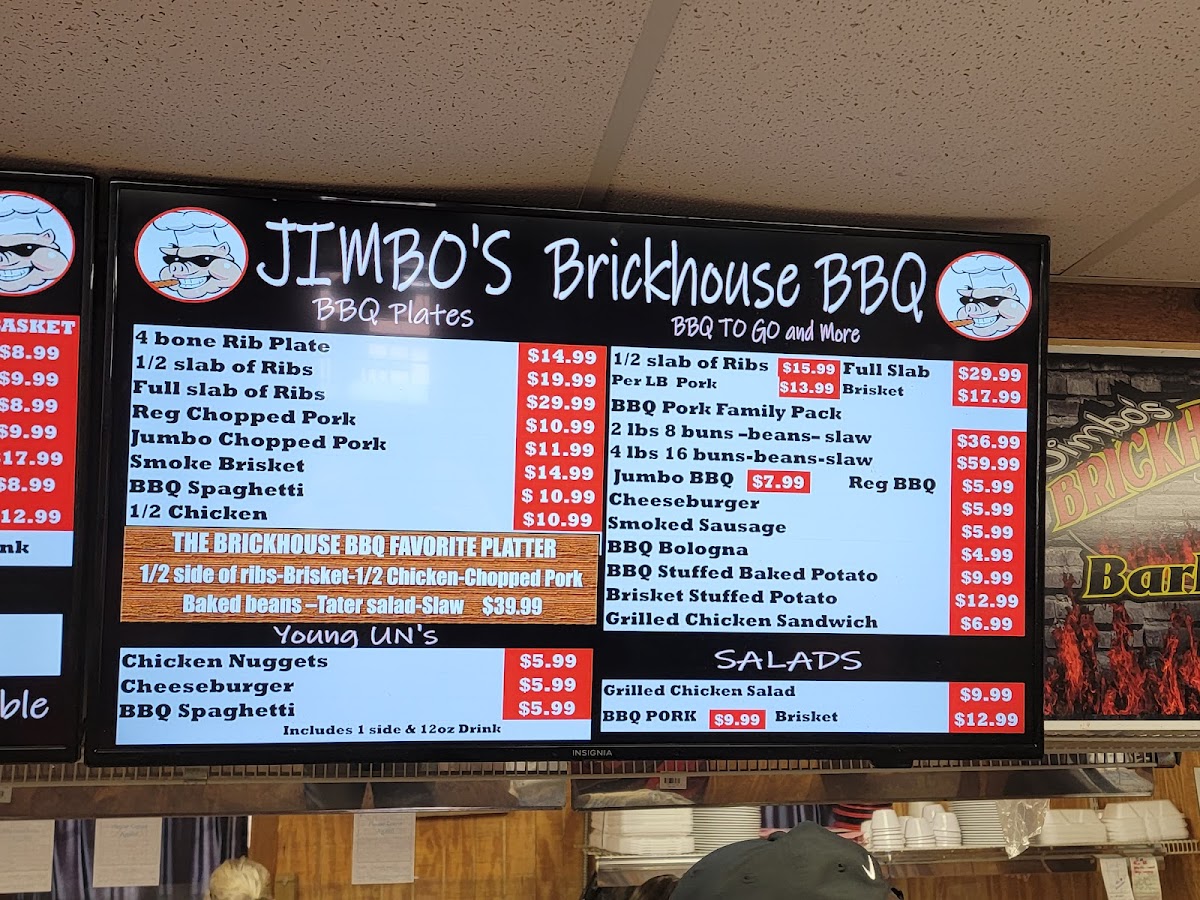 ASKET
$8.99
$9.99
$8.99
$9.99
17.99
$8.99
12.99
nk
ble
JIMBO'S Brickhouse BBQ
BBQ Plates
4 bone Rib Plate $14.99
1/2 slab of Ribs $19.99
Full slab of Ribs $29.99
Reg Chopped Pork $10.99
Jumbo Chopped Pork $11.99
Smoke Brisket $14.99
BBQ Spaghetti $ 10.99
1/2 Chicken $10.99
THE BRICKHOUSE BBQ FAVORITE PLATTER
1/2 side of ribs-Brisket-1/2 Chicken-Chopped Pork
Baked beans –Tater salad-Slaw $39.99
Young UN's
Chicken Nuggets $5.99
Cheeseburger $5.99
BBQ Spaghetti $5.99
Includes 1 side & 12oz Drink
BBQ TO GO and More
1/2 slab of Ribs $15.99 Full Slab $29.99
Per LB Pork $13.99 Brisket $17.99
BBQ Pork Family Pack
2 lbs 8 buns –beans– slaw $36.99
4 lbs 16 buns-beans-slaw $59.99
Jumbo BBQ $7.99 Reg BBQ $5.99
Cheeseburger $5.99
Smoked Sausage $5.99
BBQ Bologna $4.99
BBQ Stuffed Baked Potato $9.99
Brisket Stuffed Potato $12.99
Grilled Chicken Sandwich $6.99
SALADS
Grilled Chicken Salad $9.99
BBQ PORK $9.99 Brisket $12.99
INSIGNIA
Jimbo's
BRICKH
Bar